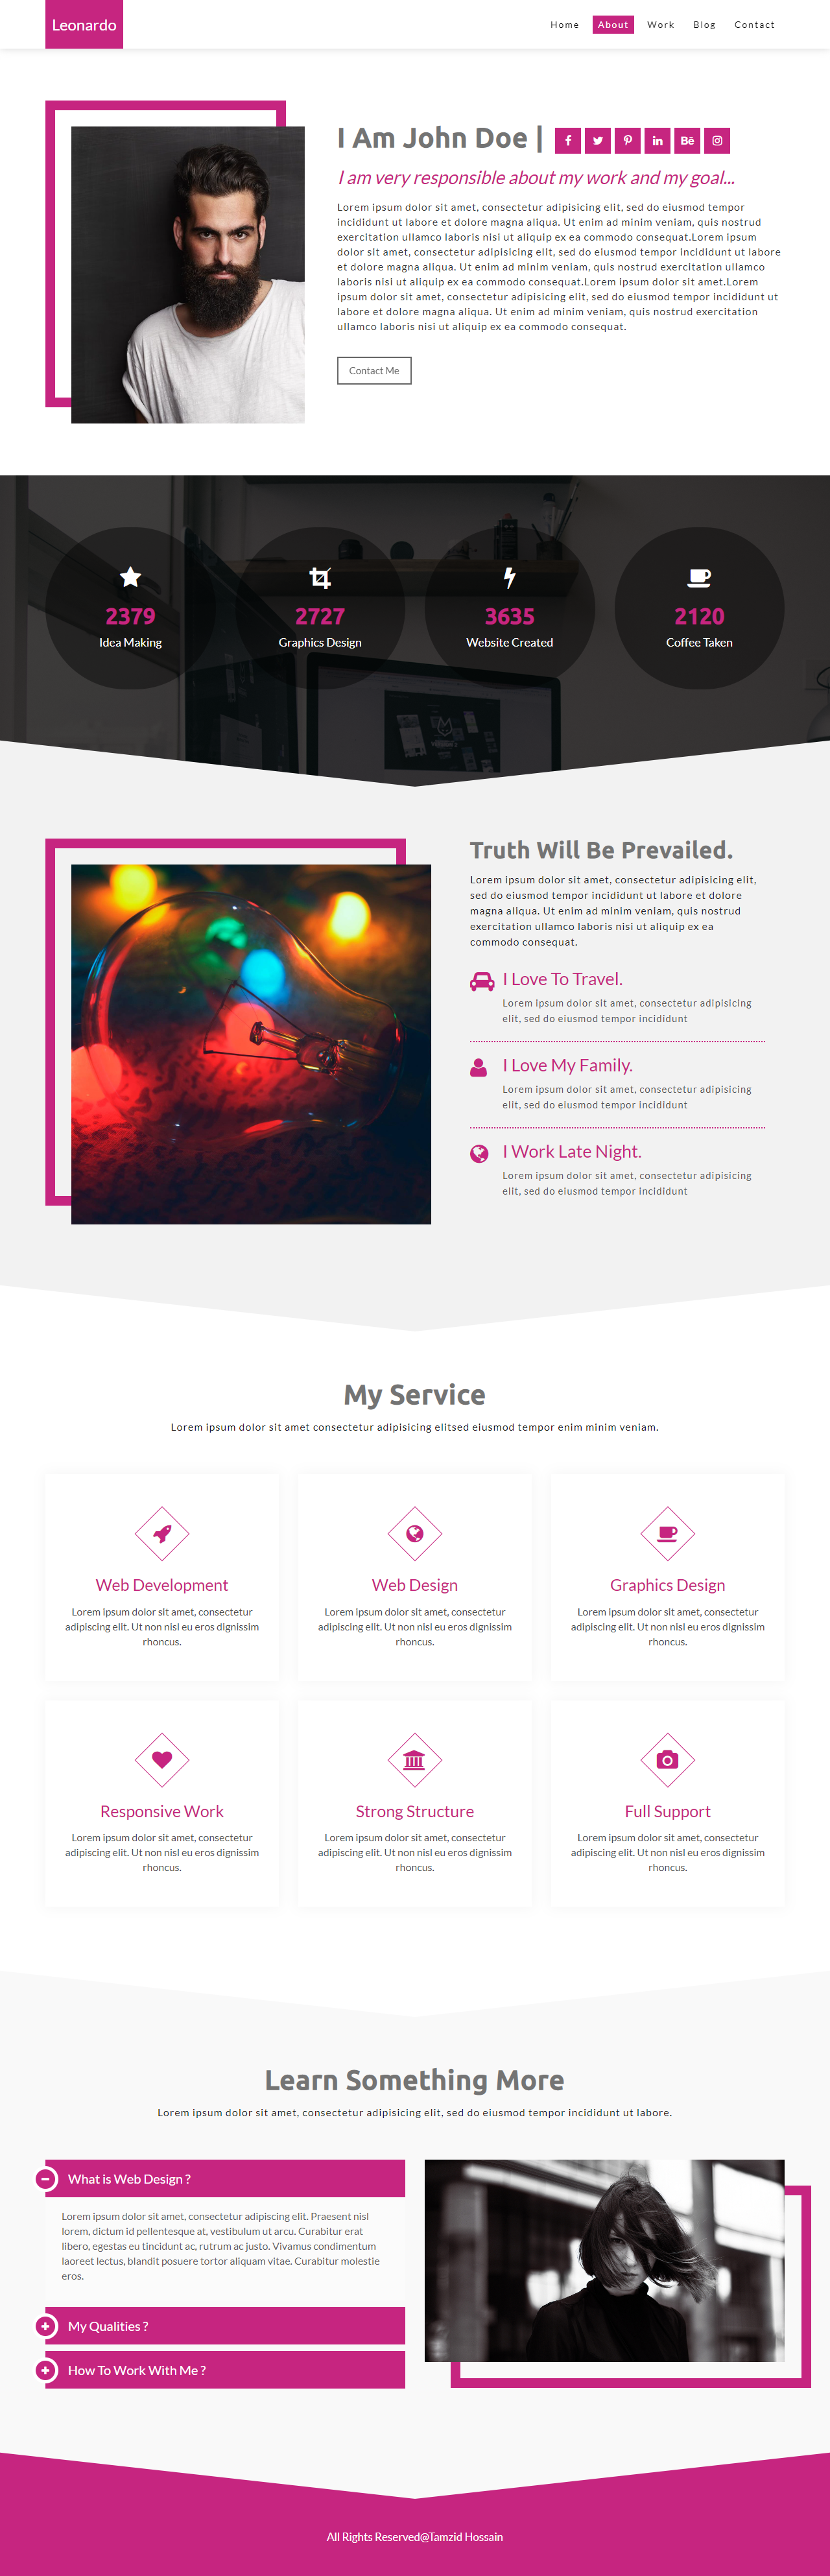 Leonardo
Home About Work Blog Contact
I Am John Doe |
I am very responsible about my work and my goal...
Lorem ipsum dolor sit amet, consectetur adipisicing elit, sed do eiusmod tempor
incididunt ut labore et dolore magna aliqua. Ut enim ad minim veniam, quis nostrud
exercitation ullamco laboris nisi ut aliquip ex ea commodo consequat.Lorem ipsum
dolor sit amet, consectetur adipisicing elit, sed do eiusmod tempor incididunt ut labore
et dolore magna aliqua. Ut enim ad minim veniam, quis nostrud exercitation ullamco
laboris nisi ut aliquip ex ea commodo consequat.Lorem ipsum dolor sit amet.Lorem
ipsum dolor sit amet, consectetur adipisicing elit, sed do eiusmod tempor incididunt ut
labore et dolore magna aliqua. Ut enim ad minim veniam, quis nostrud exercitation
ullamco laboris nisi ut aliquip ex ea commodo consequat.
Contact Me
2379
Idea Making
2727
Graphics Design
3635
Website Created
2120
Coffee Taken
Truth Will Be Prevailed.
Lorem ipsum dolor sit amet, consectetur adipisicing elit,
sed do eiusmod tempor incididunt ut labore et dolore
magna aliqua. Ut enim ad minim veniam, quis nostrud
exercitation ullamco laboris nisi ut aliquip ex ea
commodo consequat.
I Love To Travel.
Lorem ipsum dolor sit amet, consectetur adipisicing
elit, sed do eiusmod tempor incididunt
I Love My Family.
Lorem ipsum dolor sit amet, consectetur adipisicing
elit, sed do eiusmod tempor incididunt
I Work Late Night.
Lorem ipsum dolor sit amet, consectetur adipisicing
elit, sed do eiusmod tempor incididunt
My Service
Lorem ipsum dolor sit amet consectetur adipisicing elitsed eiusmod tempor enim minim veniam.
Web Development
Lorem ipsum dolor sit amet, consectetur
adipiscing elit. Ut non nisl eu eros dignissim
rhoncus.
Web Design
Lorem ipsum dolor sit amet, consectetur
adipiscing elit. Ut non nisl eu eros dignissim
rhoncus.
Graphics Design
Lorem ipsum dolor sit amet, consectetur
adipiscing elit. Ut non nisl eu eros dignissim
rhoncus.
Responsive Work
Lorem ipsum dolor sit amet, consectetur
adipiscing elit. Ut non nisl eu eros dignissim
rhoncus.
Strong Structure
Lorem ipsum dolor sit amet, consectetur
adipiscing elit. Ut non nisl eu eros dignissim
rhoncus.
Full Support
Lorem ipsum dolor sit amet, consectetur
adipiscing elit. Ut non nisl eu eros dignissim
rhoncus.
Learn Something More
Lorem ipsum dolor sit amet, consectetur adipisicing elit, sed do eiusmod tempor incididunt ut labore.
What is Web Design ?
Lorem ipsum dolor sit amet, consectetur adipiscing elit. Praesent nisl
lorem, dictum id pellentesque at, vestibulum ut arcu. Curabitur erat
libero, egestas eu tincidunt ac, rutrum ac justo. Vivamus condimentum
laoreet lectus, blandit posuere tortor aliquam vitae. Curabitur molestie
eros.
My Qualities ?
How To Work With Me ?
All Rights Reserved@Tamzid Hossain